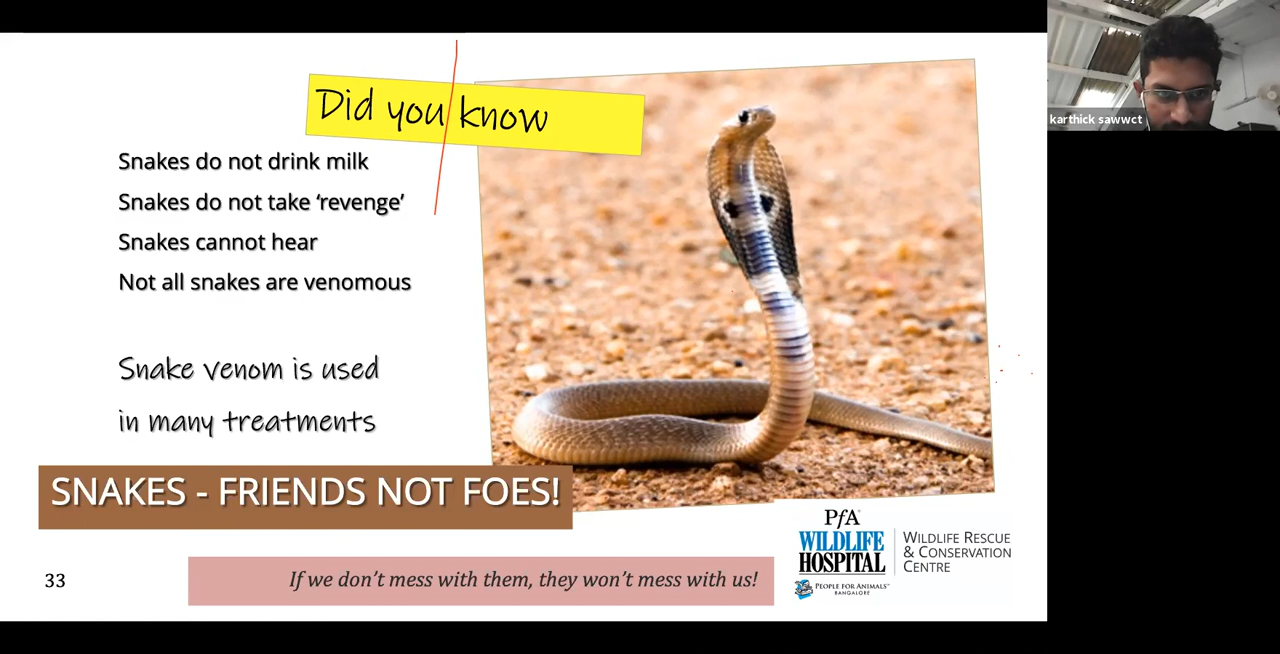 Did you know
Snakes do not drink milk
Snakes do not take ‘revenge’
Snakes cannot hear
Not all snakes are venomous
Snake venom is used
in many treatments
SNAKES - FRIENDS NOT FOES!
If we don’t mess with them, they won’t mess with us!
33
PfA
WILDLIFE
HOSPITAL
PEOPLE FOR ANIMALS
BANGALORE
WILDLIFE RESCUE
& CONSERVATION
CENTRE
karthick sawwct